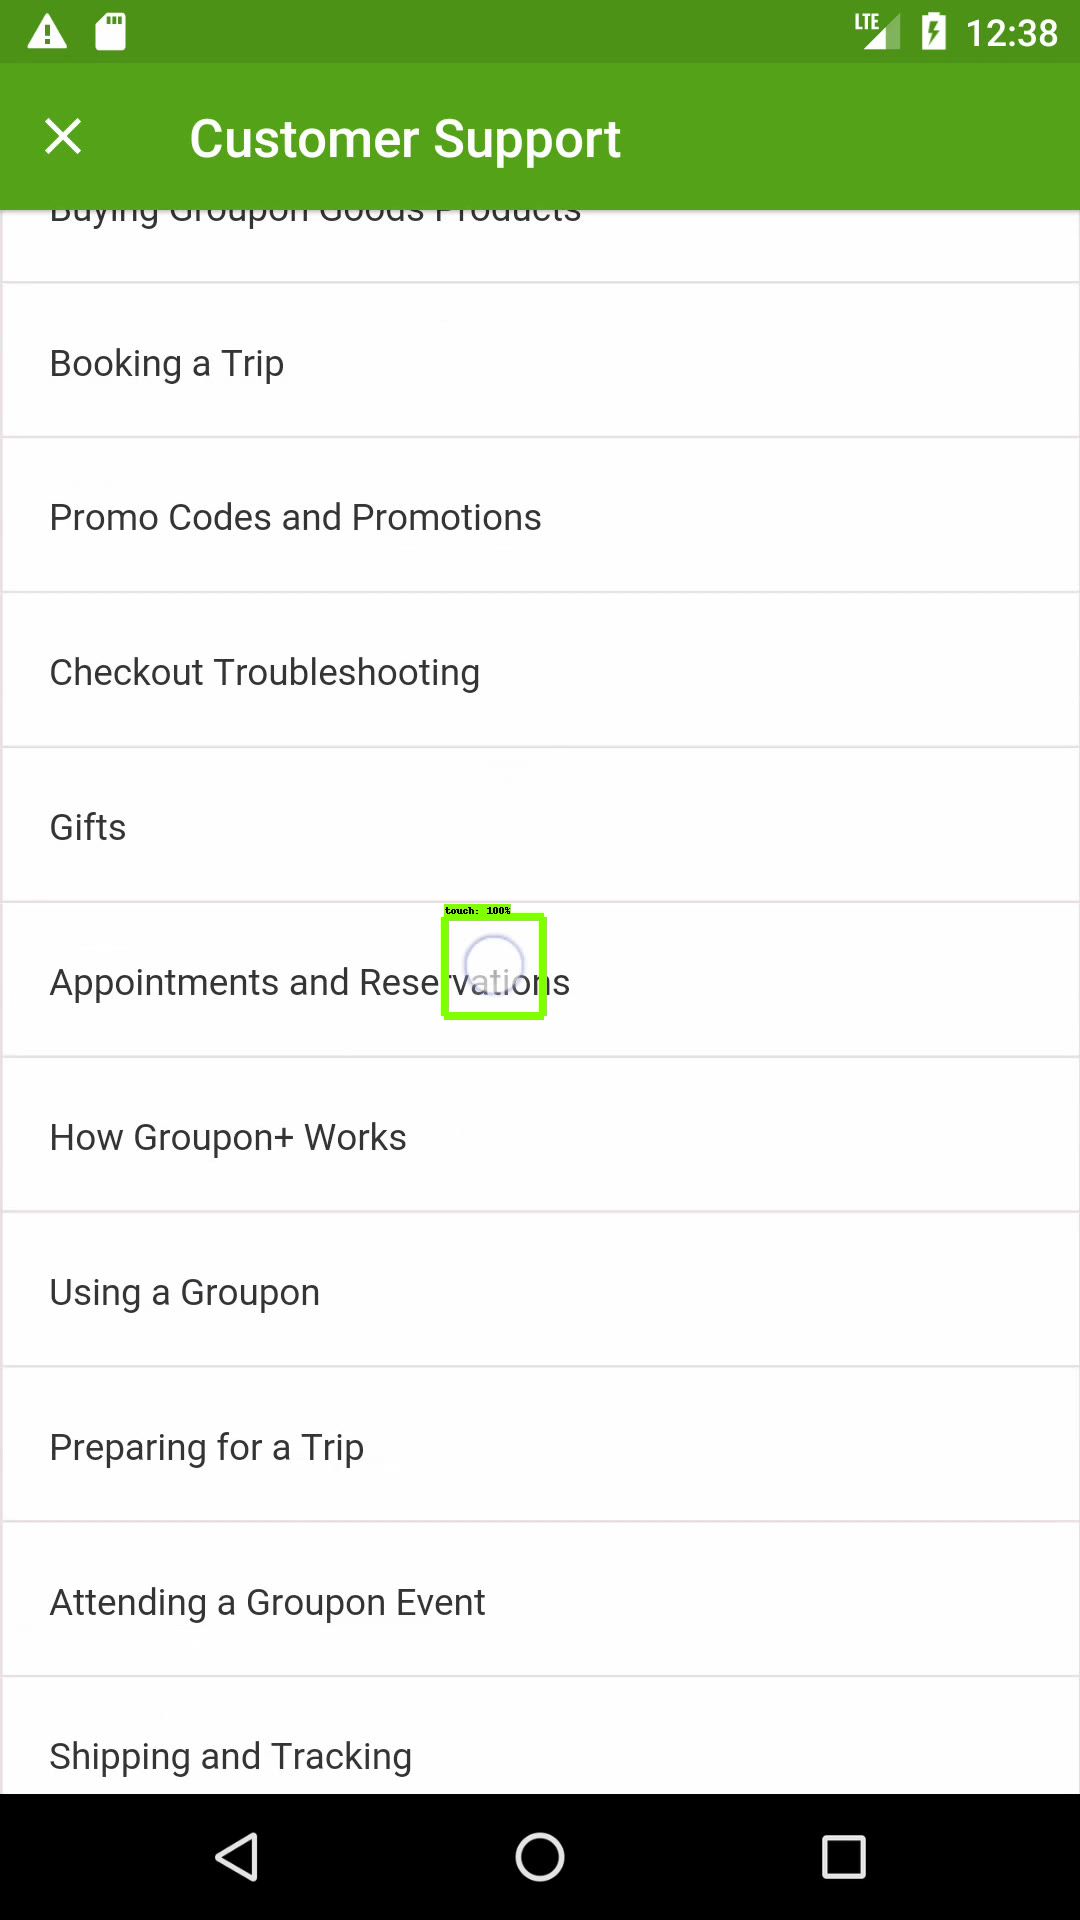 LTE 12:38
Customer Support
Buying Groupon Goods Products
Booking a Trip
Promo Codes and Promotions
Checkout Troubleshooting
Gifts
touch: 100%
Appointments and Reservations
How Groupon+ Works
Using a Groupon
Preparing for a Trip
Attending a Groupon Event
Shipping and Tracking